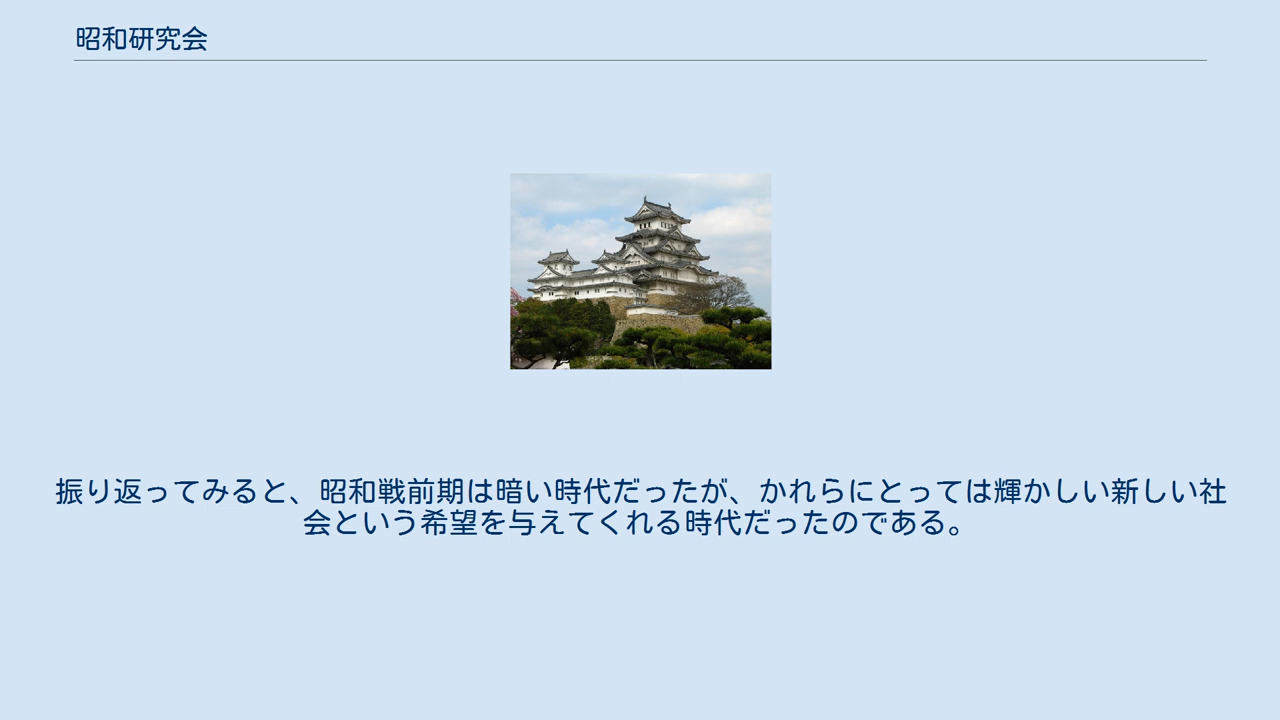 昭和研究会
振り返ってみると、昭和戦前期は暗い時代だったが、かれらにとっては輝かしい新しい社
会という希望を与えてくれる時代だったのである。